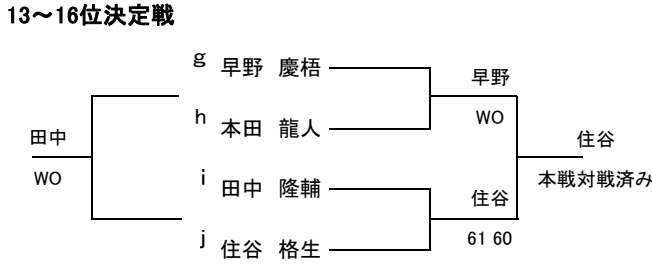 13～16位決定戦
g 早野 慶梧
早野
h 本田 龍人
WO
田中
住谷
WO
i 田中 隆輔
本戦対戦済み
住谷
j 住谷 格生
61 60